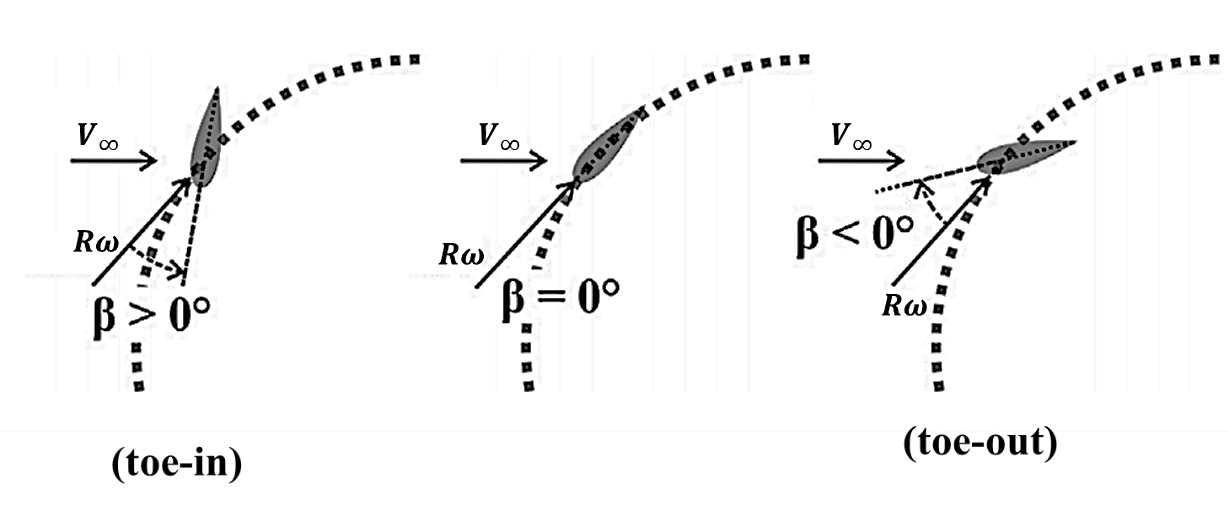 V∞
Rω
β > 0°
(toe-in)
V∞
Rω
β = 0°
V∞
β < 0°
Rω
(toe-out)